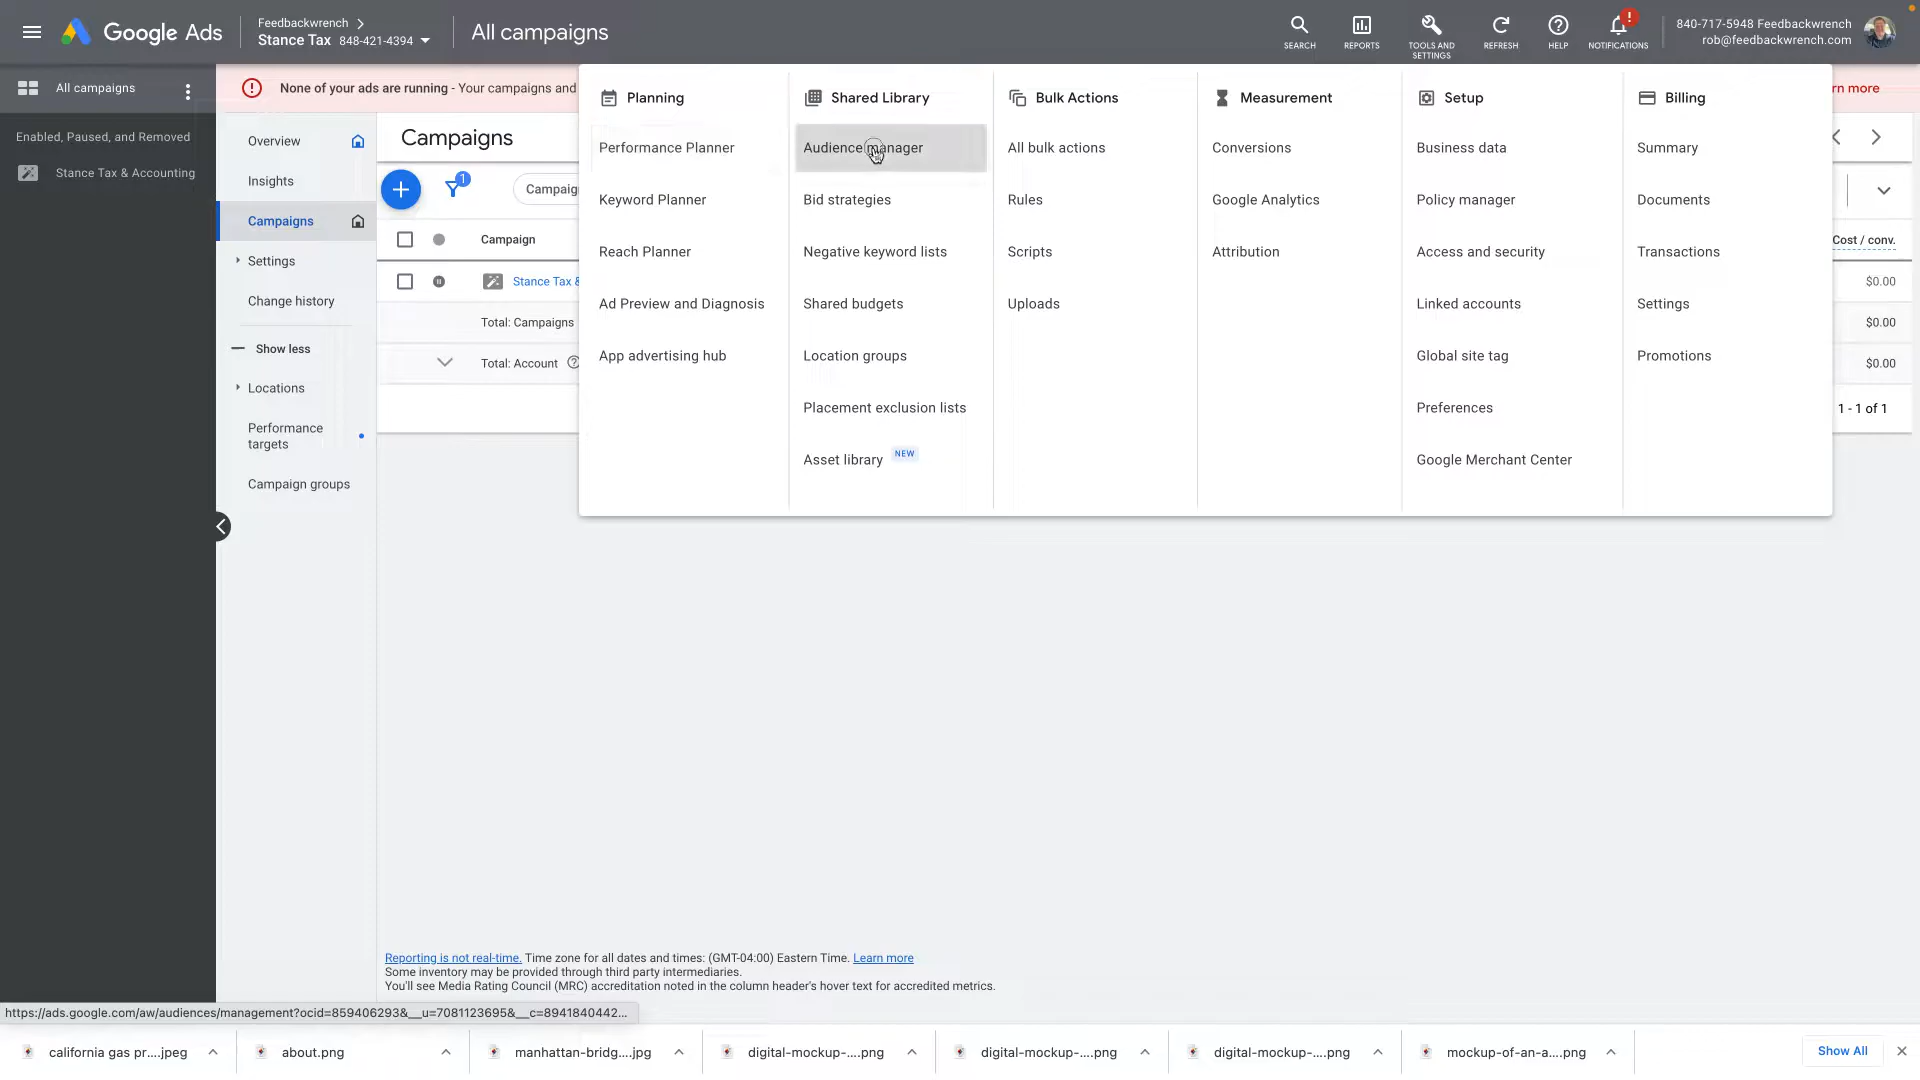 Google Ads
Feedbackwrench
Stance Tax 848-421-4394
All campaigns
SEARCH
REPORTS
TOOLS AND
SETTINGS
REFRESH
HELP
!
NOTIFICATIONS
840-717-5948 Feedbackwrench
rob@feedbackwrench.com
All campaigns
Enabled, Paused, and Removed
Stance Tax & Accounting
None of your ads are running - Your campaigns and
rn more
Overview
Insights
Campaigns
Settings
Change history
Show less
Locations
Performance
targets
Campaign groups
Campaigns
1
Campaig
Campaign
Cost / conv.
Stance Tax &
$0.00
Total: Campaigns
$0.00
Total: Account
$0.00
1 - 1 of 1
Planning
Performance Planner
Keyword Planner
Reach Planner
Ad Preview and Diagnosis
App advertising hub
Shared Library
Audience manager
Bid strategies
Negative keyword lists
Shared budgets
Location groups
Placement exclusion lists
Asset library NEW
Bulk Actions
All bulk actions
Rules
Scripts
Uploads
Measurement
Conversions
Google Analytics
Attribution
Setup
Business data
Policy manager
Access and security
Linked accounts
Global site tag
Preferences
Google Merchant Center
Billing
Summary
Documents
Transactions
Settings
Promotions
Reporting is not real-time. Time zone for all dates and times: (GMT-04:00) Eastern Time. Learn more
Some inventory may be provided through third party intermediaries.
You'll see Media Rating Council (MRC) accreditation noted in the column header's hover text for accredited metrics.
https://ads.google.com/aw/audiences/management?ocid=859406293&__u=7081123695&__c=8941840442...
california gas pr....jpeg
about.png
manhattan-bridg....jpg
digital-mockup-....png
digital-mockup-....png
digital-mockup-....png
mockup-of-an-a....png
Show All